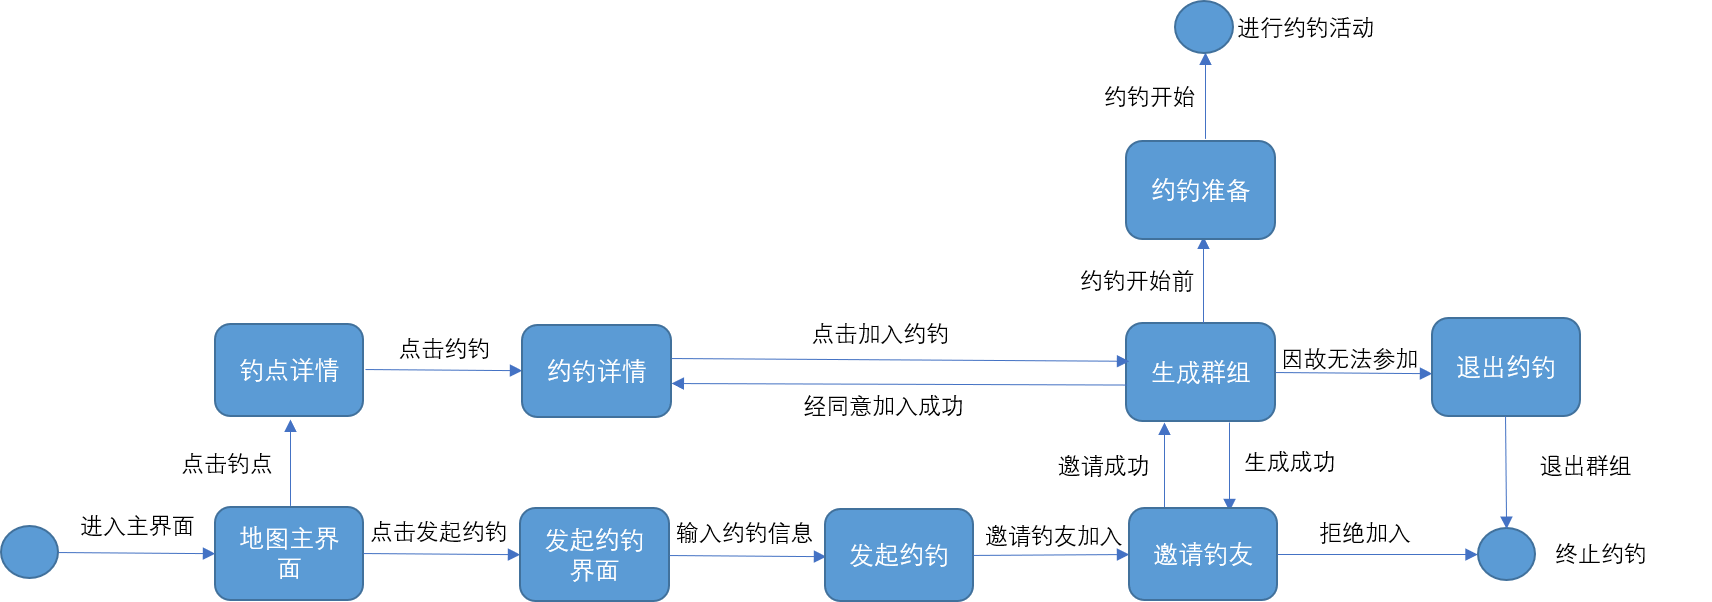 进行约钓活动
约钓开始
约钓准备
约钓开始前
点击加入约钓
点击约钓
因故无法参加
钓点详情
约钓详情
生成群组
退出约钓
经同意加入成功
点击钓点
邀请成功
生成成功
退出群组
进入主界面
点击发起约钓
输入约钓信息
邀请钓友加入
拒绝加入
地图主界
面
发起约钓
界面
发起约钓
邀请钓友
终止约钓